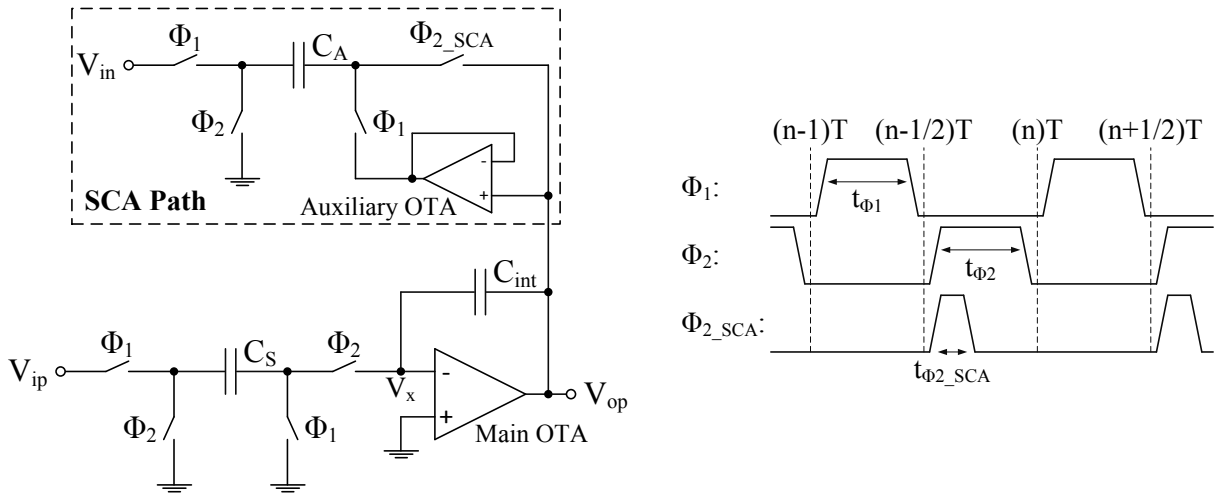 Φ1
Vin
CA
Φ2_SCA
Φ2
Φ1
-
+
SCA Path
Auxiliary OTA
Cint
Vip
Φ1
CS
Φ2
Vx
-
+
Vop
Φ2
Φ1
Main OTA
(n-1)T (n-1/2)T (n)T (n+1/2)T
Φ1:
tΦ1
Φ2:
tΦ2
Φ2_SCA:
tΦ2_SCA